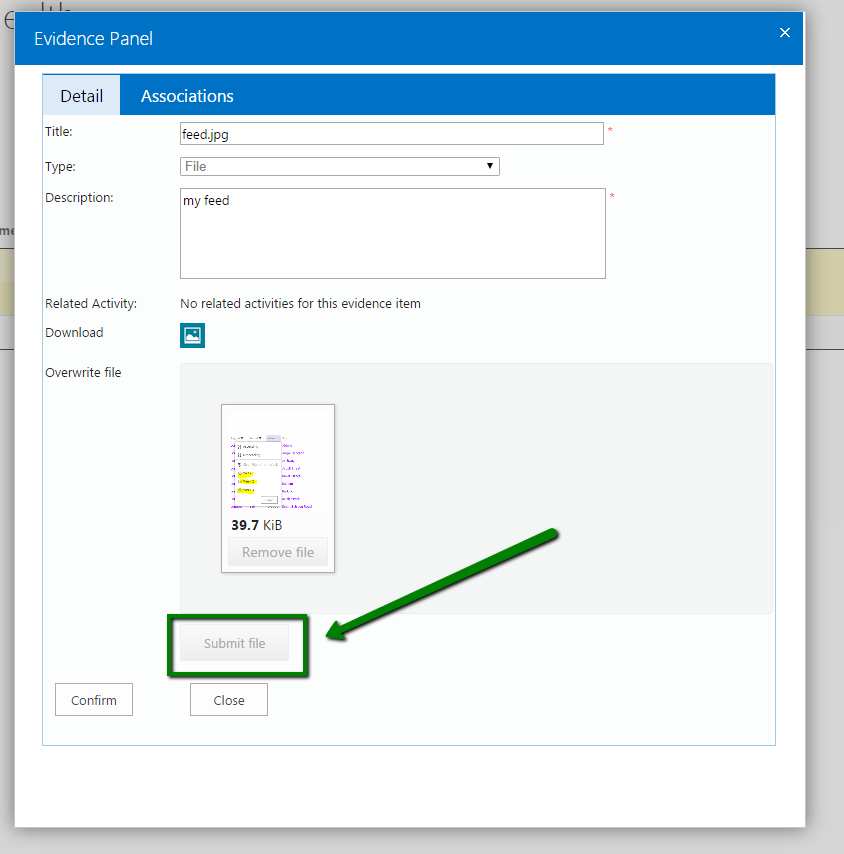 Evidence Panel
×
Detail Associations
Title: feed.jpg *
Type: File
Description: my feed *
Related Activity: No related activities for this evidence item
Download
Overwrite file
39.7 KiB
Remove file
Submit file
Confirm Close